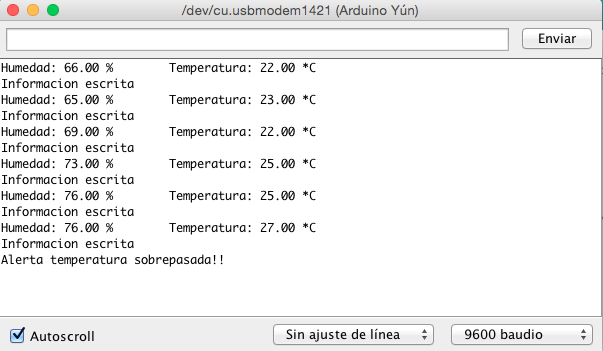 /dev/cu.usbmodem1421 (Arduino Yún)
Enviar
Humedad: 66.00 % Temperatura: 22.00 *C
Informacion escrita
Humedad: 65.00 % Temperatura: 23.00 *C
Informacion escrita
Humedad: 69.00 % Temperatura: 22.00 *C
Informacion escrita
Humedad: 73.00 % Temperatura: 25.00 *C
Informacion escrita
Humedad: 76.00 % Temperatura: 25.00 *C
Informacion escrita
Humedad: 76.00 % Temperatura: 27.00 *C
Informacion escrita
Alerta temperatura sobrepasada!!
Autoscroll Sin ajuste de línea 9600 baudio